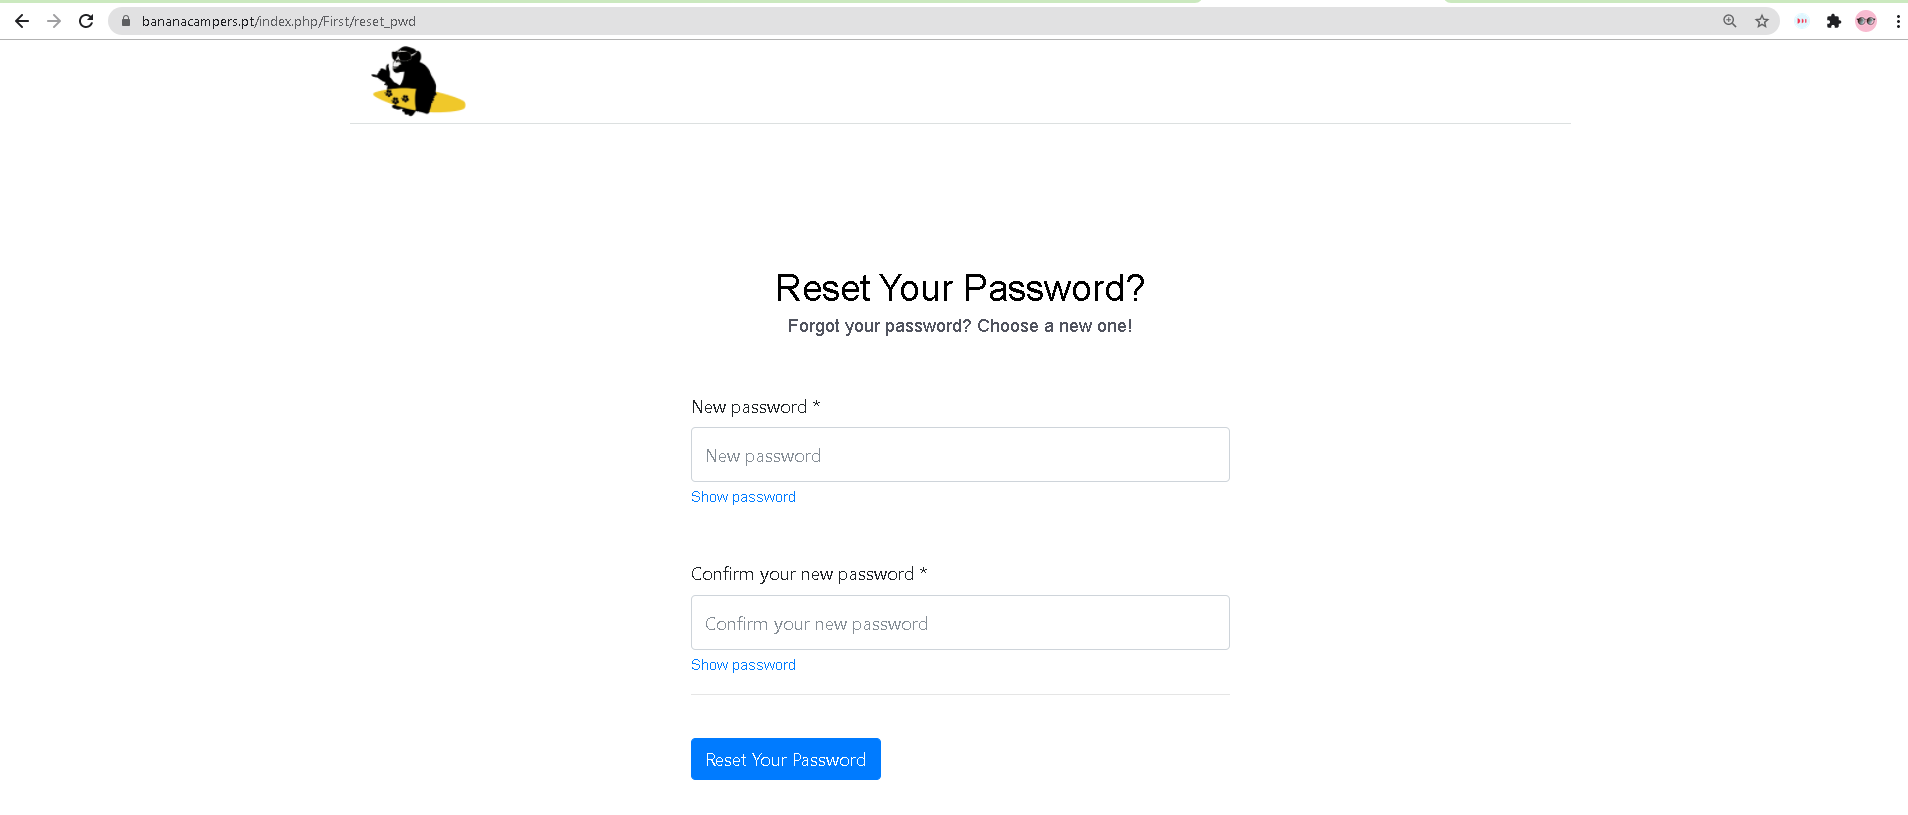 bananacampers.pt/index.php/First/reset_pwd
Reset Your Password?
Forgot your password? Choose a new one!
New password *
New password
Show password
Confirm your new password *
Confirm your new password
Show password
Reset Your Password